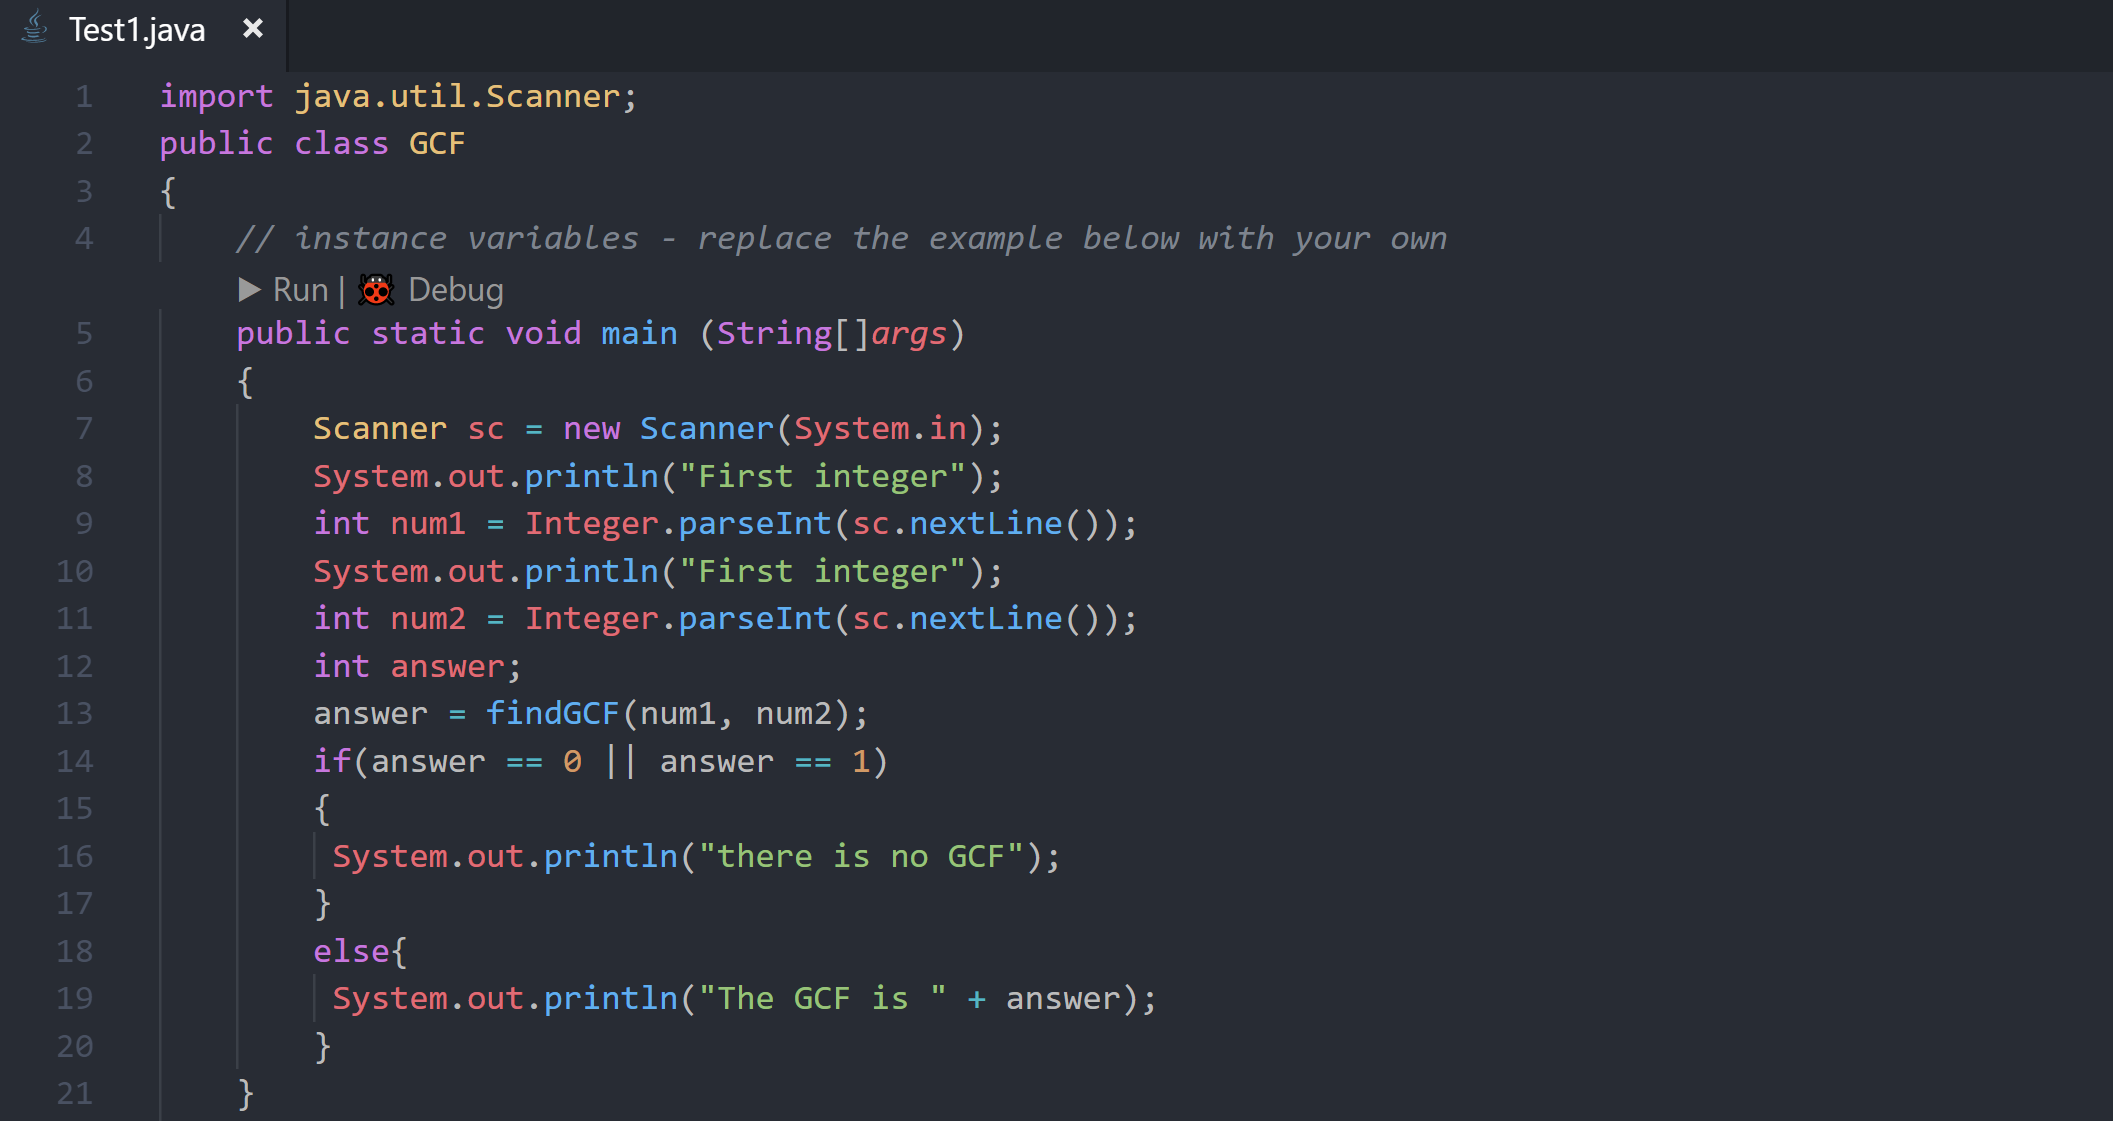 Test1.java ×
1 import java.util.Scanner;
2 public class GCF
3 {
4     // instance variables - replace the example below with your own
▶ Run | Debug
5     public static void main (String[]args)
6     {
7         Scanner sc = new Scanner(System.in);
8         System.out.println("First integer");
9         int num1 = Integer.parseInt(sc.nextLine());
10         System.out.println("First integer");
11         int num2 = Integer.parseInt(sc.nextLine());
12         int answer;
13         answer = findGCF(num1, num2);
14         if(answer == 0 || answer == 1)
15         {
16          System.out.println("there is no GCF");
17         }
18         else{
19          System.out.println("The GCF is " + answer);
20         }
21     }